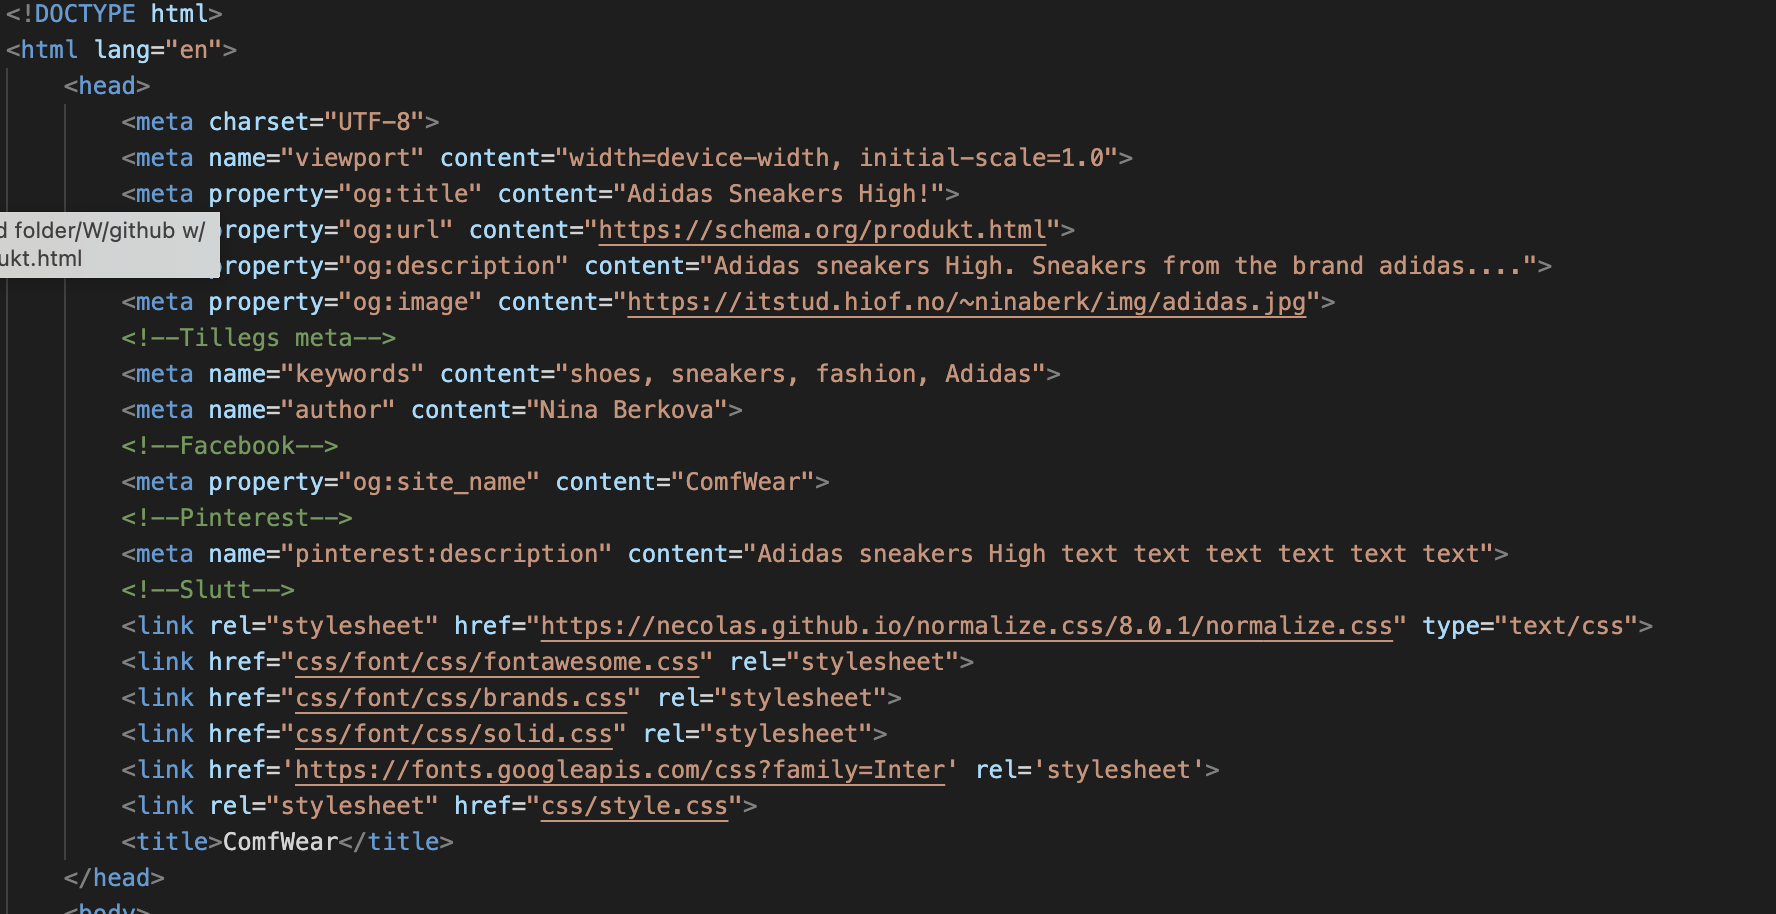 <!DOCTYPE html>
<html lang="en">
<head>
<meta charset="UTF-8">
<meta name="viewport" content="width=device-width, initial-scale=1.0">
<meta property="og:title" content="Adidas Sneakers High!">
d folder/W/github w/
ukt.html
property="og:url" content="https://schema.org/produkt.html">
property="og:description" content="Adidas sneakers High. Sneakers from the brand adidas....">
<meta property="og:image" content="https://itstud.hiof.no/~ninaberk/img/adidas.jpg">
<!--Tillegs meta-->
<meta name="keywords" content="shoes, sneakers, fashion, Adidas">
<meta name="author" content="Nina Berkova">
<!--Facebook-->
<meta property="og:site_name" content="ComfWear">
<!--Pinterest-->
<meta name="pinterest:description" content="Adidas sneakers High text text text text text text">
<!--Slutt-->
<link rel="stylesheet" href="https://necolas.github.io/normalize.css/8.0.1/normalize.css" type="text/css">
<link href="css/font/css/fontawesome.css" rel="stylesheet">
<link href="css/font/css/brands.css" rel="stylesheet">
<link href="css/font/css/solid.css" rel="stylesheet">
<link href='https://fonts.googleapis.com/css?family=Inter' rel='stylesheet'>
<link rel="stylesheet" href="css/style.css">
<title>ComfWear</title>
</head>
<body>